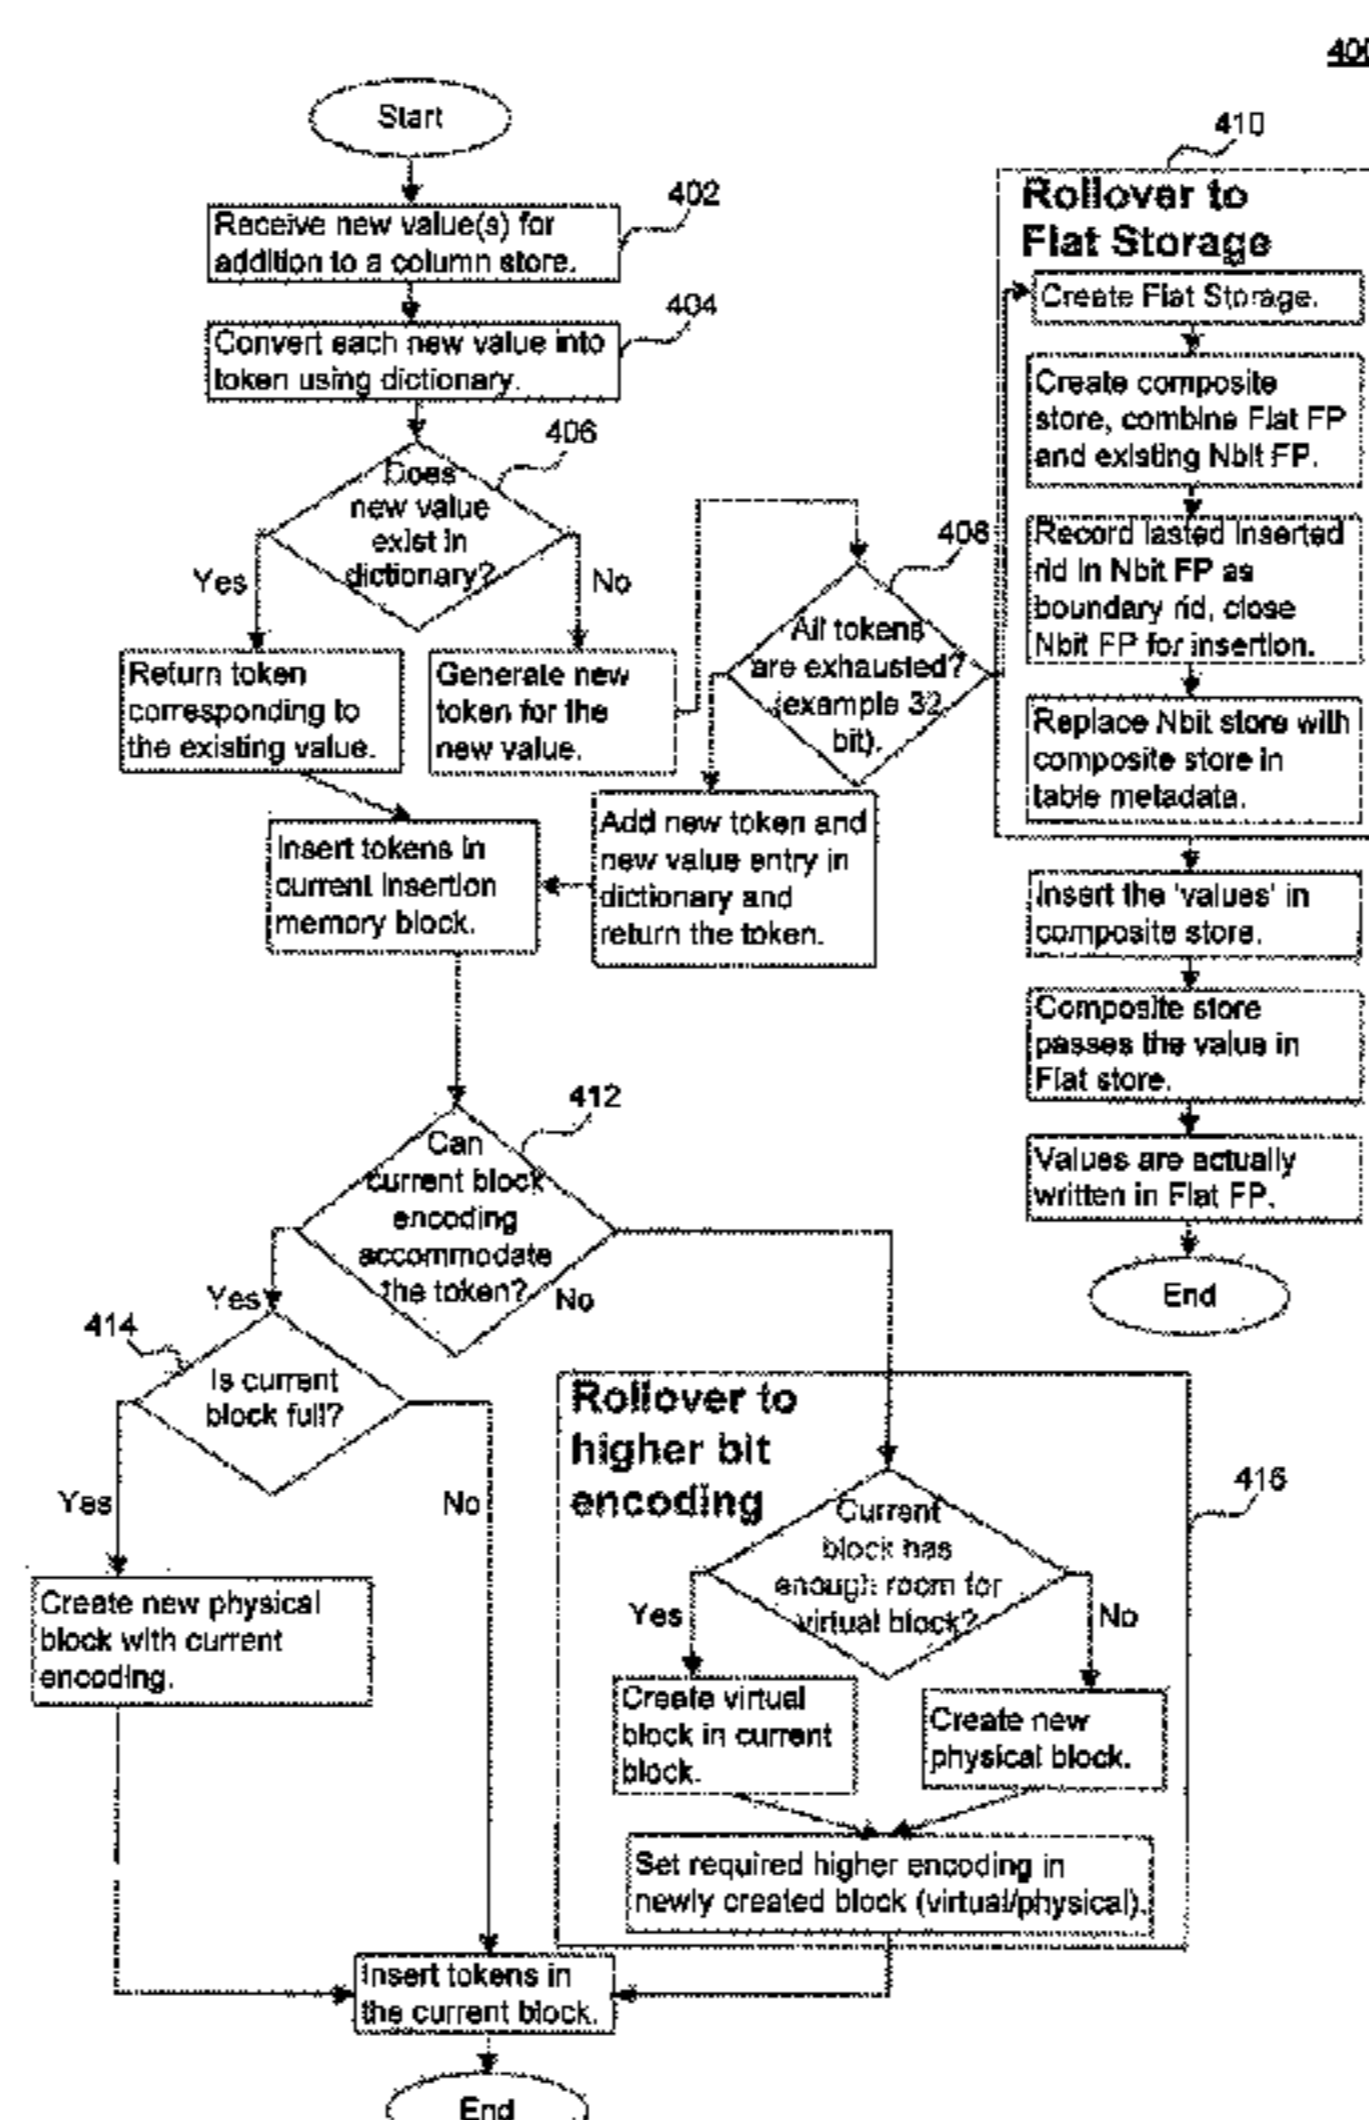 400
Start
402
Receive new value(s) for
addition to a column store.
404
Convert each new value into
token using dictionary.
406
Does
new value
exist in
dictionary?
Yes
No
Return token
corresponding to
the existing value.
Generate new
token for the
new value.
408
All tokens
are exhausted?
(example 32
bit).
Insert tokens in
current insertion
memory block.
Add new token and
new value entry in
dictionary and
return the token.
410
Rollover to
Flat Storage
Create Flat Storage.
Create composite
store, combine Flat FP
and existing Nbit FP.
Record lasted inserted
rid in Nbit FP as
boundary rid, close
Nbit FP for insertion.
Replace Nbit store with
composite store in
table metadata.
Insert the 'values' in
composite store.
Composite store
passes the value in
Flat store.
Values are actually
written in Flat FP.
End
412
Can
current block
encoding
accommodate
the token?
Yes
No
414
Is current
block full?
Yes
No
Create new physical
block with current
encoding.
416
Rollover to
higher bit
encoding
Current
block has
enough room for
virtual block?
Yes
No
Create virtual
block in current
block.
Create new
physical block.
Set required higher encoding in
newly created block (virtual/physical).
Insert tokens in
the current block.
End